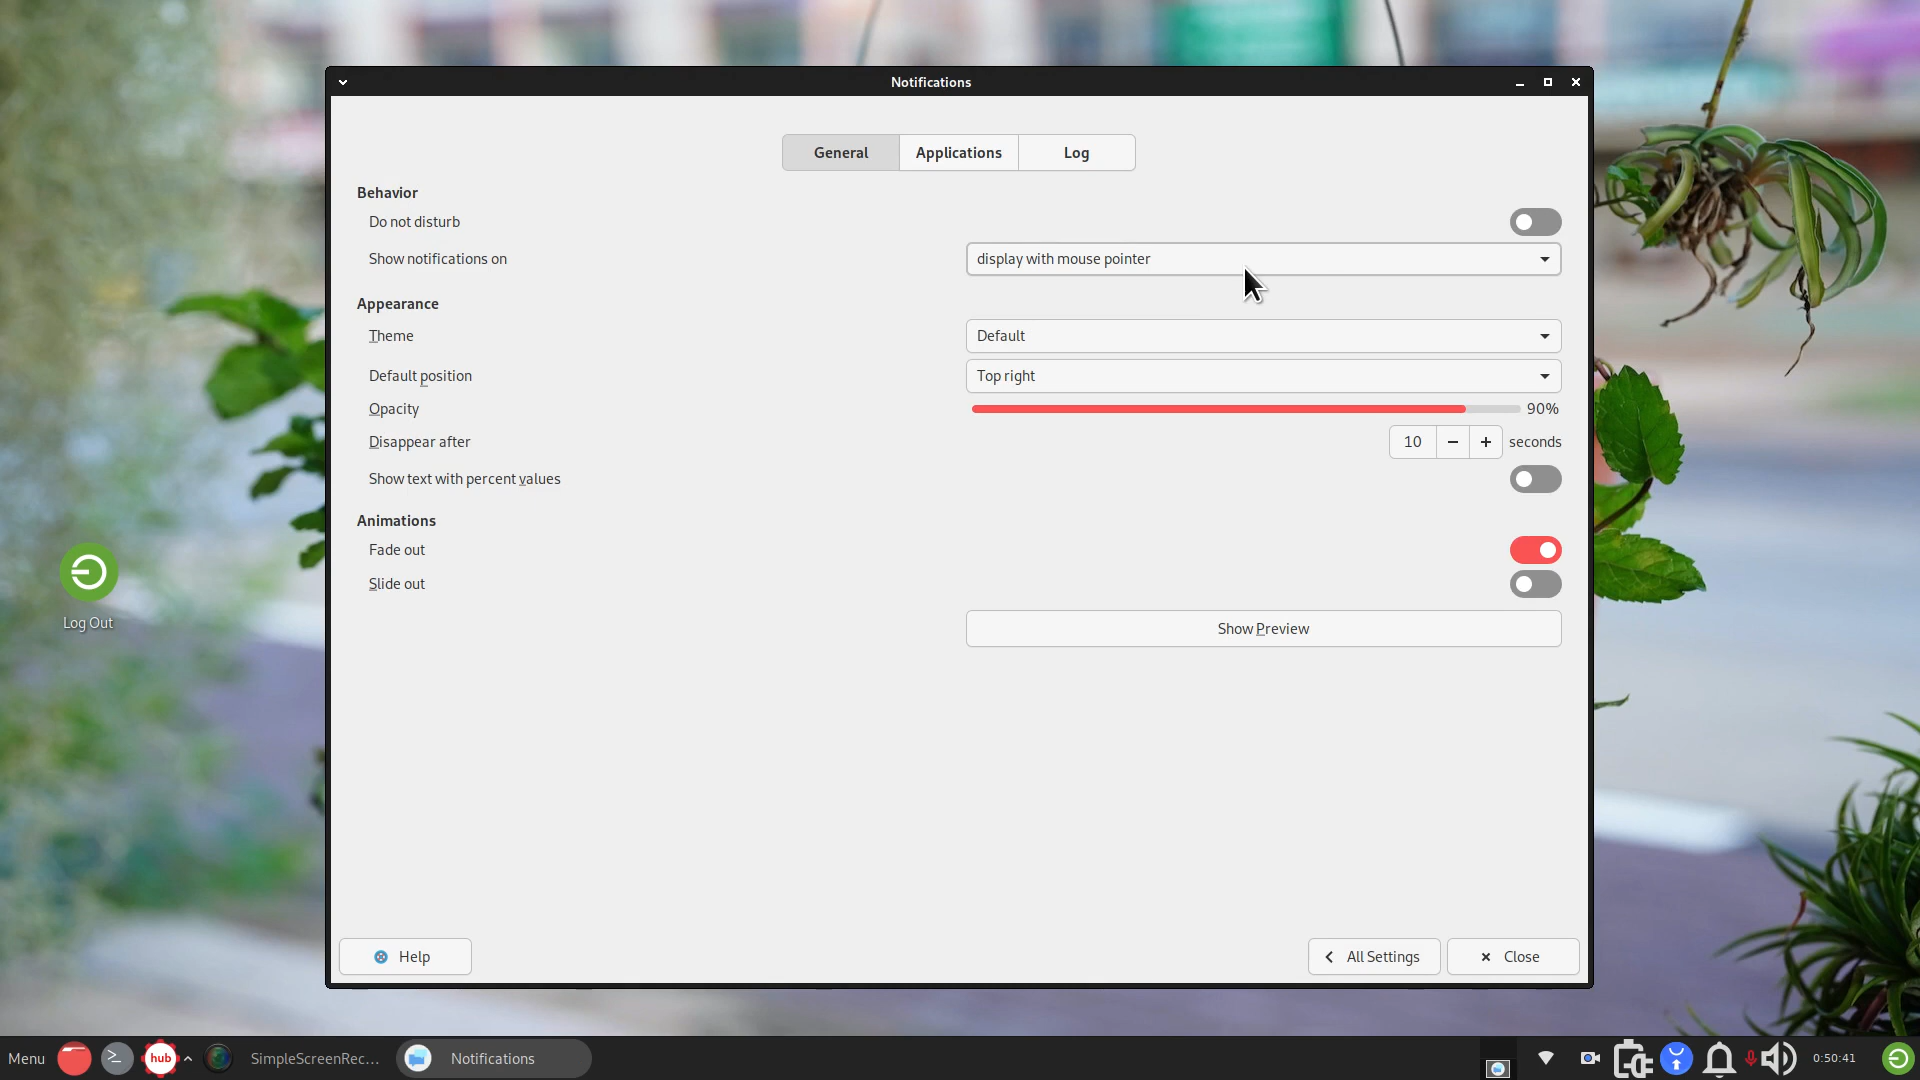 Notifications
General
Applications
Log
Behavior
Do not disturb
Show notifications on
display with mouse pointer
Appearance
Theme
Default
Default position
Top right
Opacity
90%
Disappear after
10
seconds
Show text with percent values
Animations
Fade out
Slide out
Show Preview
Log Out
Help
All Settings
Close
Menu
hub
SimpleScreenRec...
Notifications
0:50:41